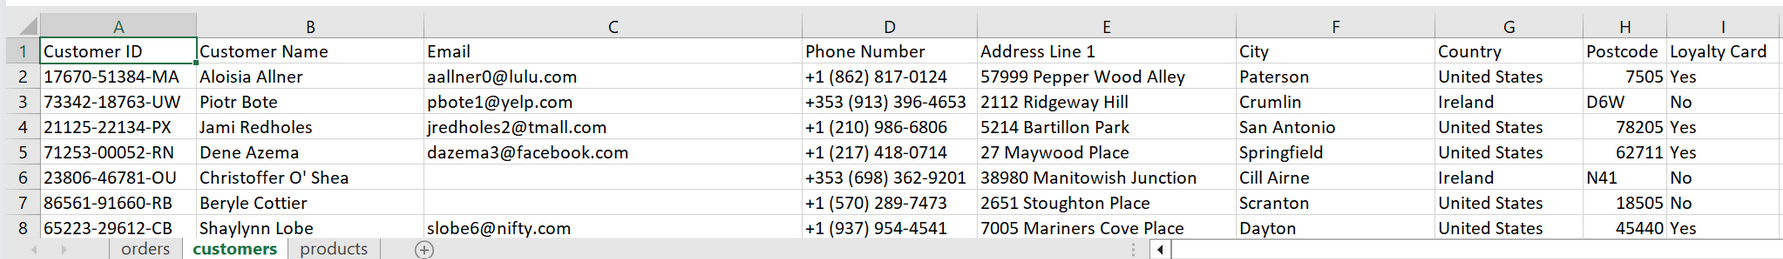 A B C D E F G H I
1 Customer ID Customer Name Email Phone Number Address Line 1 City Country Postcode Loyalty Card
2 17670-51384-MA Aloisia Allner aallner0@lulu.com +1 (862) 817-0124 57999 Pepper Wood Alley Paterson United States 7505 Yes
3 73342-18763-UW Piotr Bote pbote1@yelp.com +353 (913) 396-4653 2112 Ridgeway Hill Crumlin Ireland D6W No
4 21125-22134-PX Jami Redholes jredholes2@tmall.com +1 (210) 986-6806 5214 Bartillon Park San Antonio United States 78205 Yes
5 71253-00052-RN Dene Azema dazema3@facebook.com +1 (217) 418-0714 27 Maywood Place Springfield United States 62711 Yes
6 23806-46781-OU Christoffer O' Shea +353 (698) 362-9201 38980 Manitowish Junction Cill Airne Ireland N41 No
7 86561-91660-RB Beryle Cottier +1 (570) 289-7473 2651 Stoughton Place Scranton United States 18505 No
8 65223-29612-CB Shaylynn Lobe slobe6@nifty.com +1 (937) 954-4541 7005 Mariners Cove Place Dayton United States 45440 Yes
orders customers products